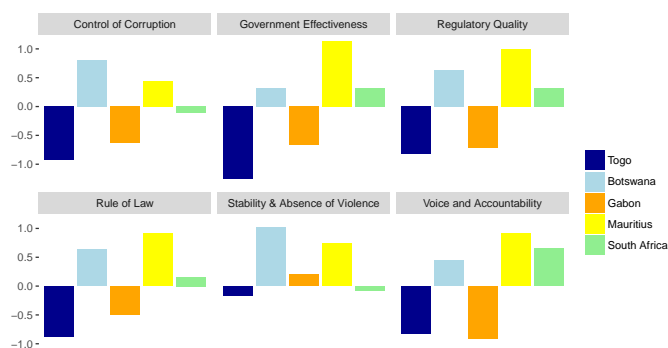 Control of Corruption
Government Effectiveness
Regulatory Quality
1.0
0.5
0.0
−0.5
−1.0
Rule of Law
Stability & Absence of Violence
Voice and Accountability
1.0
0.5
0.0
−0.5
−1.0
Togo
Botswana
Gabon
Mauritius
South Africa